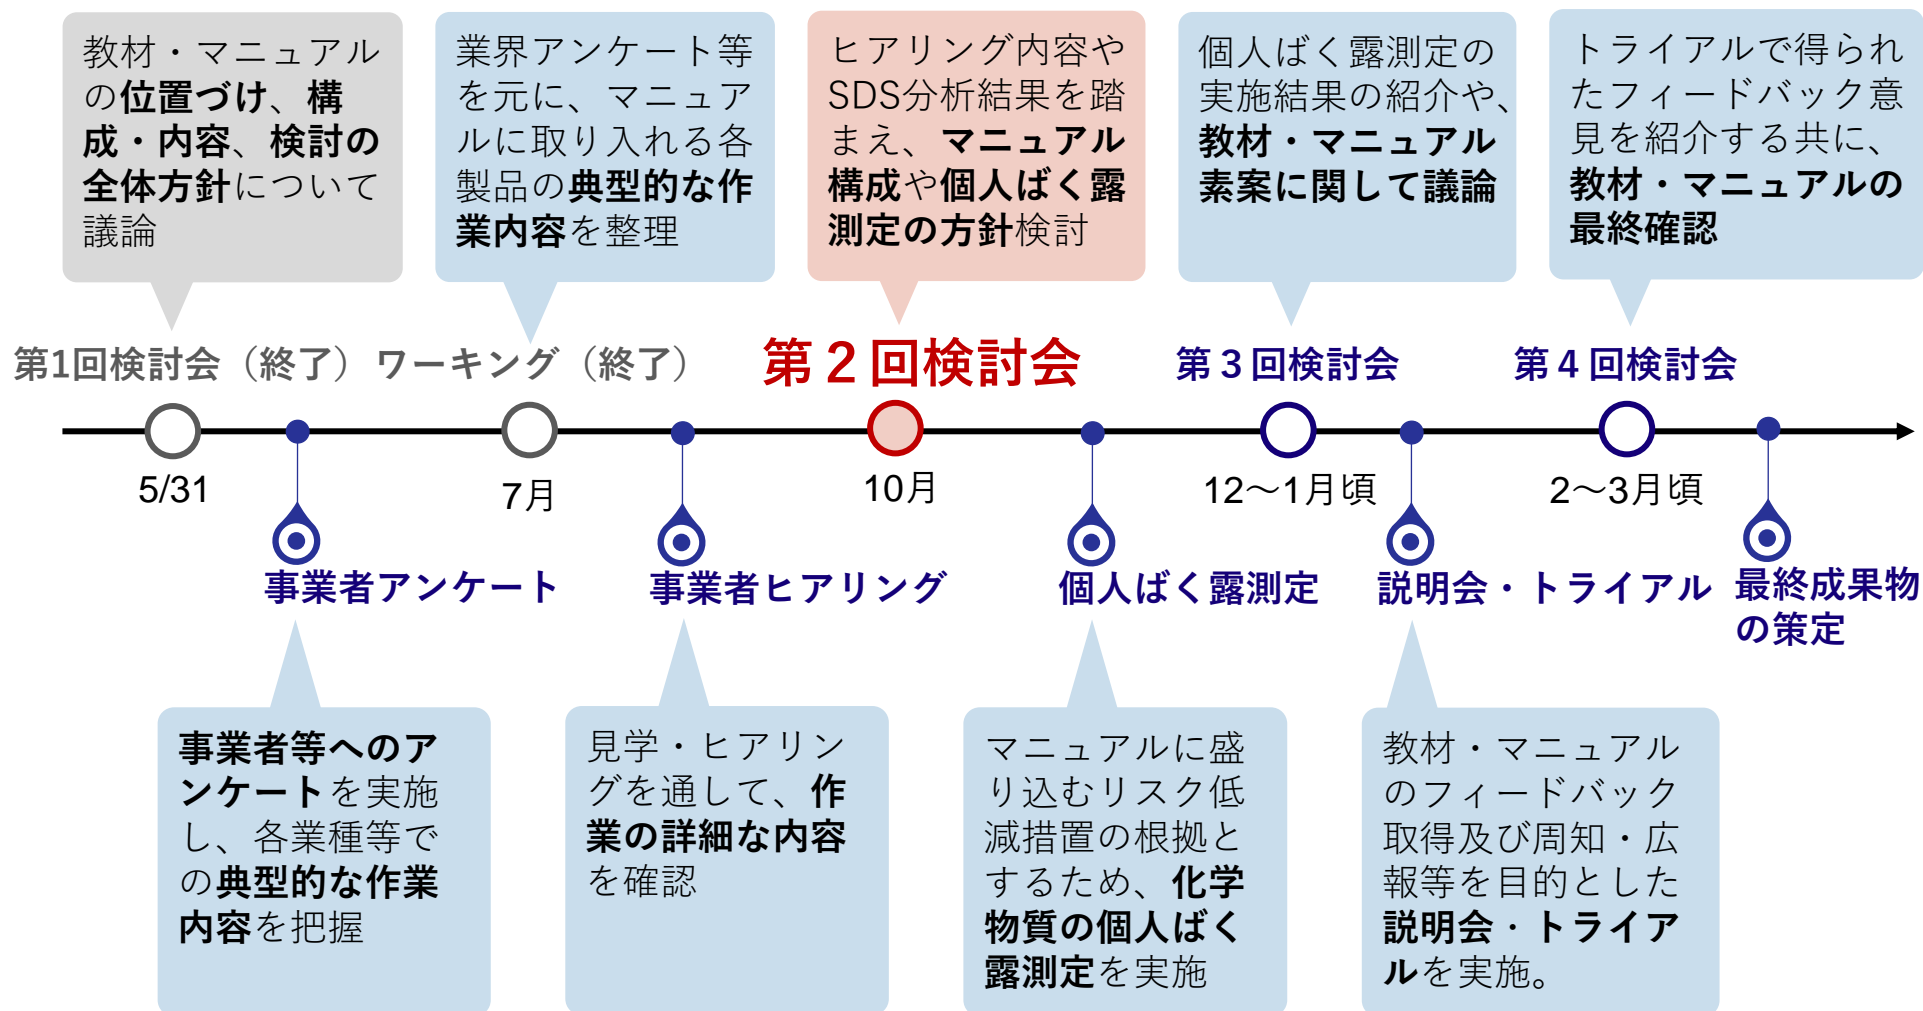 教材・マニュアル
の位置づけ、構
成・内容、検討の
全体方針について
議論
業界アンケート等
を元に、マニュア
ルに取り入れる各
製品の典型的な作
業内容を整理
ヒアリング内容や
SDS分析結果を踏
まえ、マニュアル
構成や個人ばく露
測定の方針検討
個人ばく露測定の
実施結果の紹介や、
教材・マニュアル
素案に関して議論
トライアルで得られ
たフィードバック意
見を紹介する共に、
教材・マニュアルの
最終確認
第1回検討会（終了）
ワーキング（終了）
第２回検討会
第３回検討会
第４回検討会
5/31
7月
10月
12～1月頃
2～3月頃
事業者アンケート
事業者ヒアリング
個人ばく露測定
説明会・トライアル
最終成果物
の策定
事業者等へのア
ンケートを実施
し、各業種等で
の典型的な作業
内容を把握
見学・ヒアリン
グを通して、作
業の詳細な内容
を確認
マニュアルに盛
り込むリスク低
減措置の根拠と
するため、化学
物質の個人ばく
露測定を実施
教材・マニュアル
のフィードバック
取得及び周知・広
報等を目的とした
説明会・トライア
ルを実施。